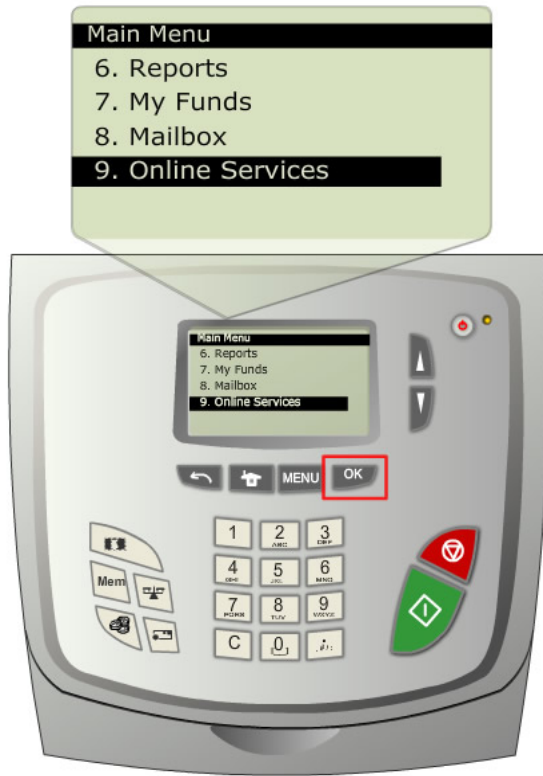 Main Menu
6. Reports
7. My Funds
8. Mailbox
9. Online Services
Main Menu
6. Reports
7. My Funds
8. Mailbox
9. Online Services
MENU
OK
1
2
ABC
3
DEF
Mem
4
GHI
5
JKL
6
MNO
7
PQRS
8
TUV
9
WXYZ
C
0